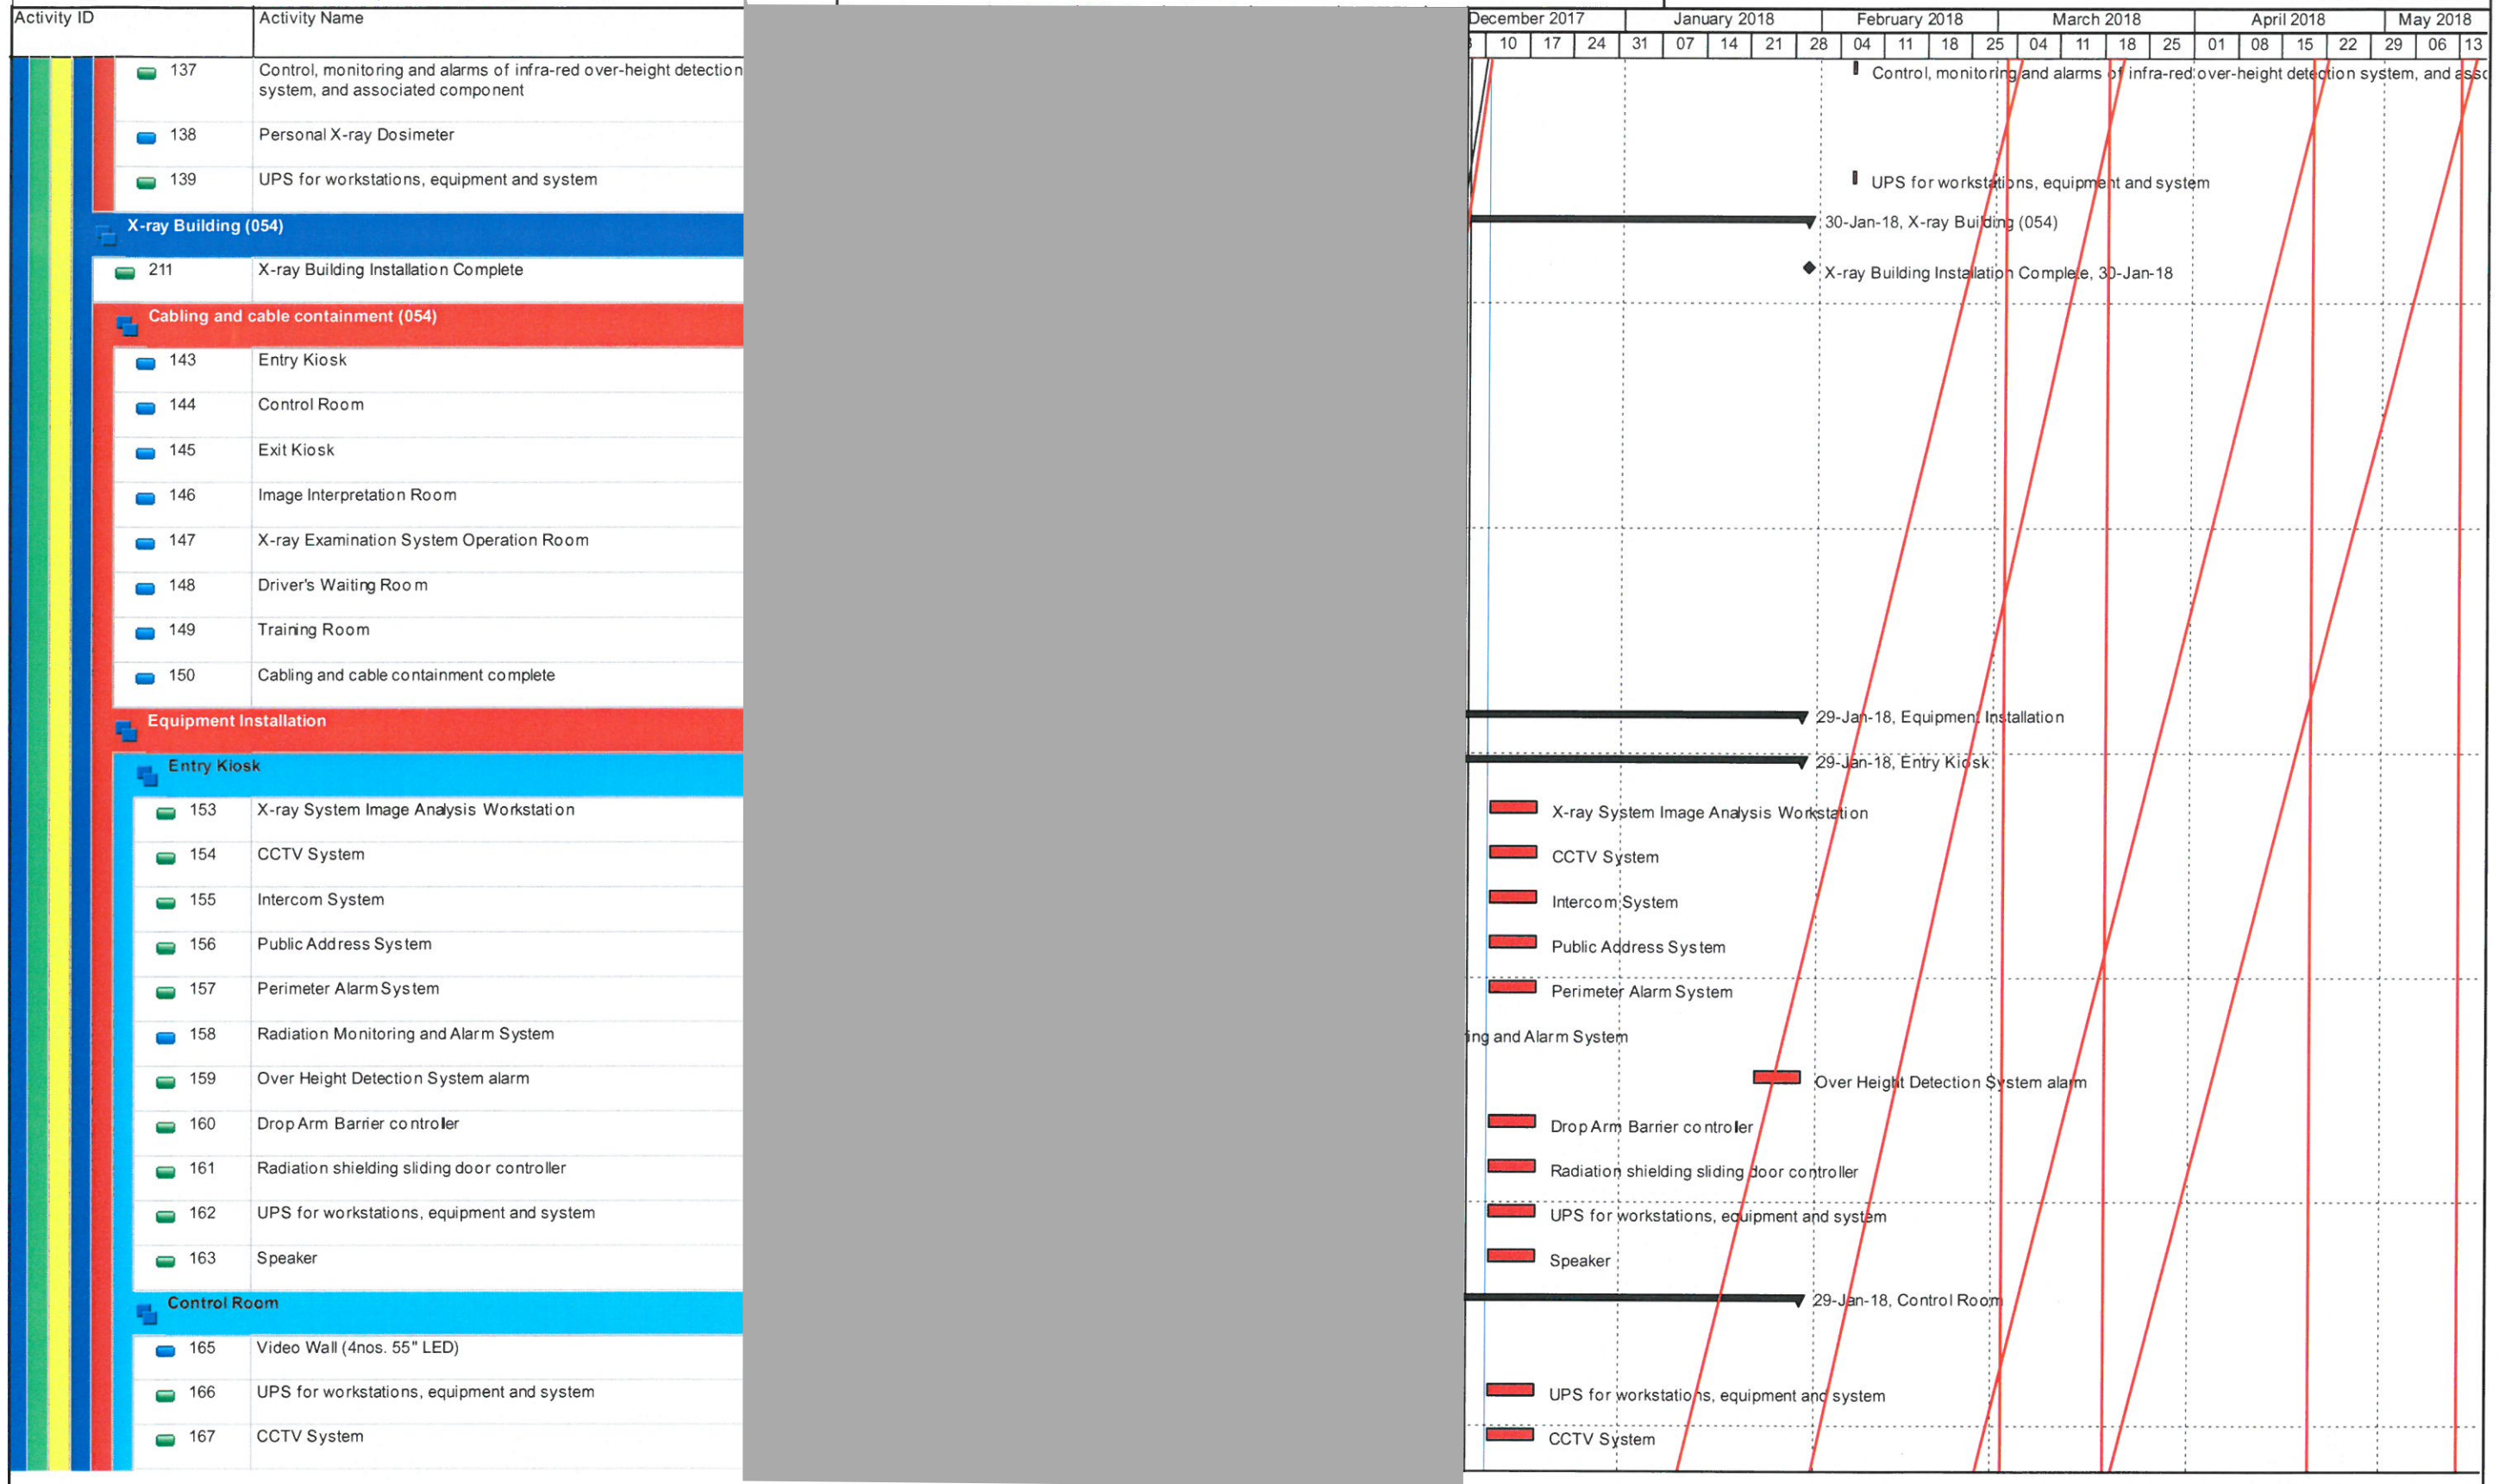 Activity ID Activity Name December 2017 January 2018 February 2018 March 2018 April 2018 May 2018
10 17 24 31 07 14 21 28 04 11 18 25 04 11 18 25 01 08 15 22 29 06 13
137 Control, monitoring and alarms of infra-red over-height detection Control, monitoring and alarms of infra-red over-height detection system, and
system, and associated component
138 Personal X-ray Dosimeter
139 UPS for workstations, equipment and system UPS for workstations, equipment and system
X-ray Building (054) 30-Jan-18, X-ray Building (054)
211 X-ray Building Installation Complete X-ray Building Installation Complete, 30-Jan-18
Cabling and cable containment (054)
143 Entry Kiosk
144 Control Room
145 Exit Kiosk
146 Image Interpretation Room
147 X-ray Examination System Operation Room
148 Driver's Waiting Room
149 Training Room
150 Cabling and cable containment complete
Equipment Installation 29-Jan-18, Equipment Installation
Entry Kiosk 29-Jan-18, Entry Kiosk
153 X-ray System Image Analysis Workstation X-ray System Image Analysis Workstation
154 CCTV System CCTV System
155 Intercom System Intercom System
156 Public Address System Public Address System
157 Perimeter Alarm System Perimeter Alarm System
158 Radiation Monitoring and Alarm System ing and Alarm System
159 Over Height Detection System alarm Over Height Detection System alarm
160 Drop Arm Barrier controller Drop Arm Barrier controller
161 Radiation shielding sliding door controller Radiation shielding sliding door controller
162 UPS for workstations, equipment and system UPS for workstations, equipment and system
163 Speaker Speaker
Control Room 29-Jan-18, Control Room
165 Video Wall (4nos. 55" LED)
166 UPS for workstations, equipment and system UPS for workstations, equipment and system
167 CCTV System CCTV System